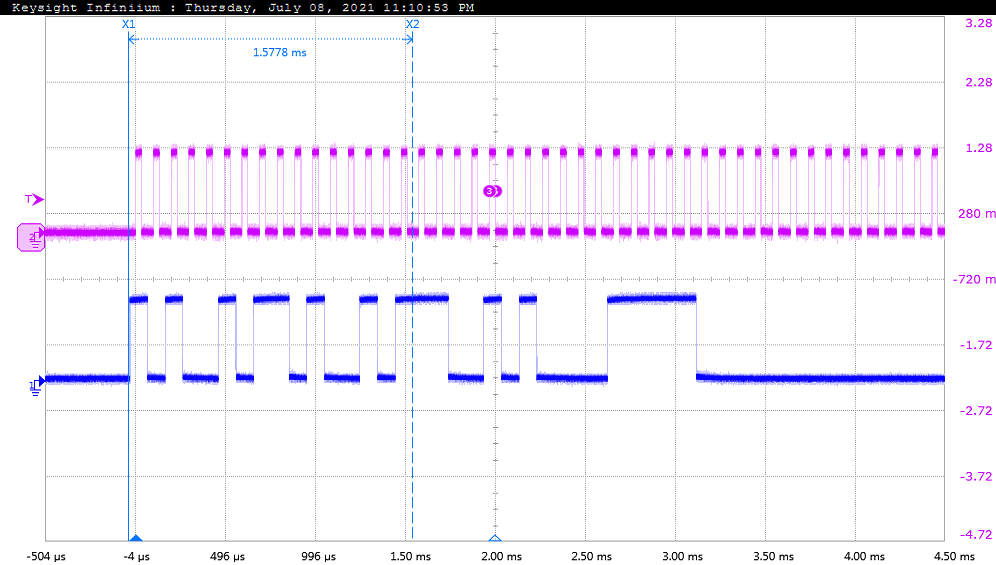 Keysight Infiniium : Thursday, July 08, 2021 11:10:53 PM
X1 X2
3.28
1.5778 ms
2.28
1.28
T
3
280 m
2
-720 m
-1.72
1
-2.72
-3.72
-4.72
-504 µs -4 µs 496 µs 996 µs 1.50 ms 2.00 ms 2.50 ms 3.00 ms 3.50 ms 4.00 ms 4.50 ms